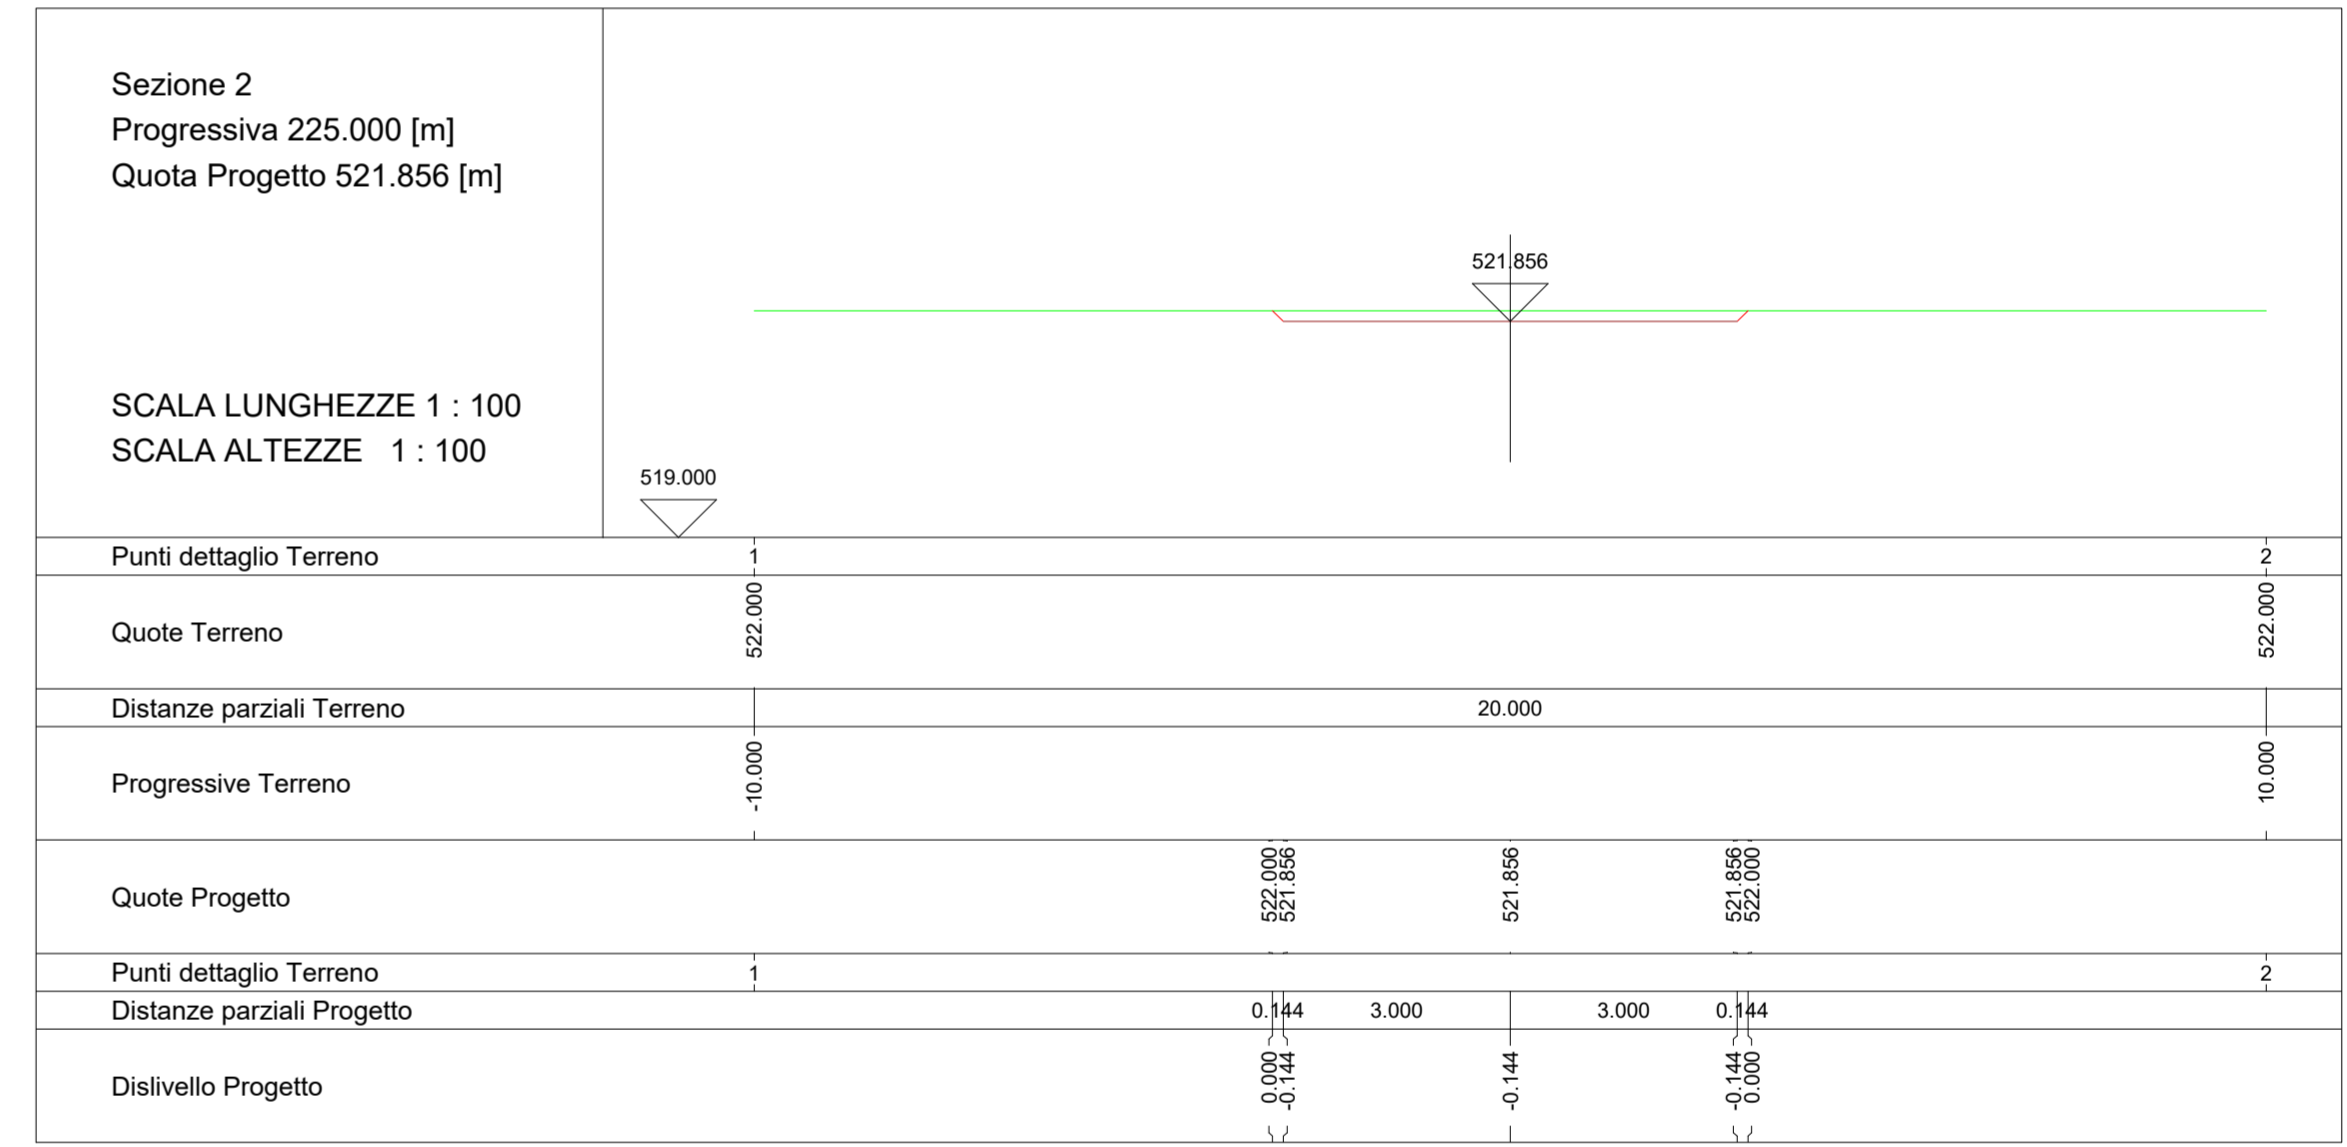 Sezione 2
Progressiva 225.000 [m]
Quota Progetto 521.856 [m]
521.856
SCALA LUNGHEZZE 1 : 100
SCALA ALTEZZE 1 : 100
519.000
Punti dettaglio Terreno 1 2
Quote Terreno 522.000 522.000
Distanze parziali Terreno 20.000
Progressive Terreno -10.000 10.000
Quote Progetto 522.000 521.856 521.856 521.856 522.000
Punti dettaglio Terreno 1 2
Distanze parziali Progetto 0.144 3.000 3.000 0.144
Dislivello Progetto 0.000 -0.144 -0.144 -0.144 0.000